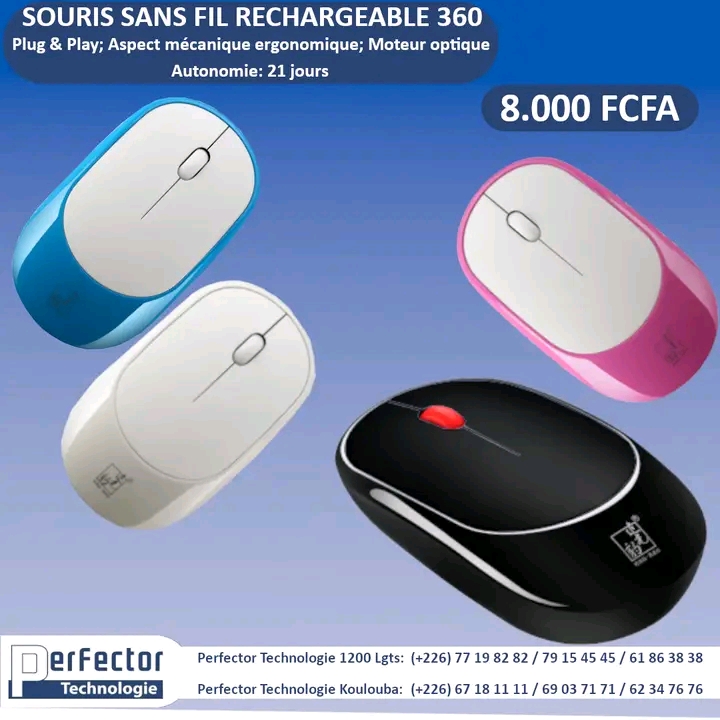 SOURIS SANS FIL RECHARGEABLE 360
Plug & Play; Aspect mécanique ergonomique; Moteur optique
Autonomie: 21 jours
8.000 FCFA
Perfector
Technologie
Perfector Technologie 1200 Lgts: (+226) 77 19 82 82 / 79 15 45 45 / 61 86 38 38
Perfector Technologie Koulouba: (+226) 67 18 11 11 / 69 03 71 71 / 62 34 76 76